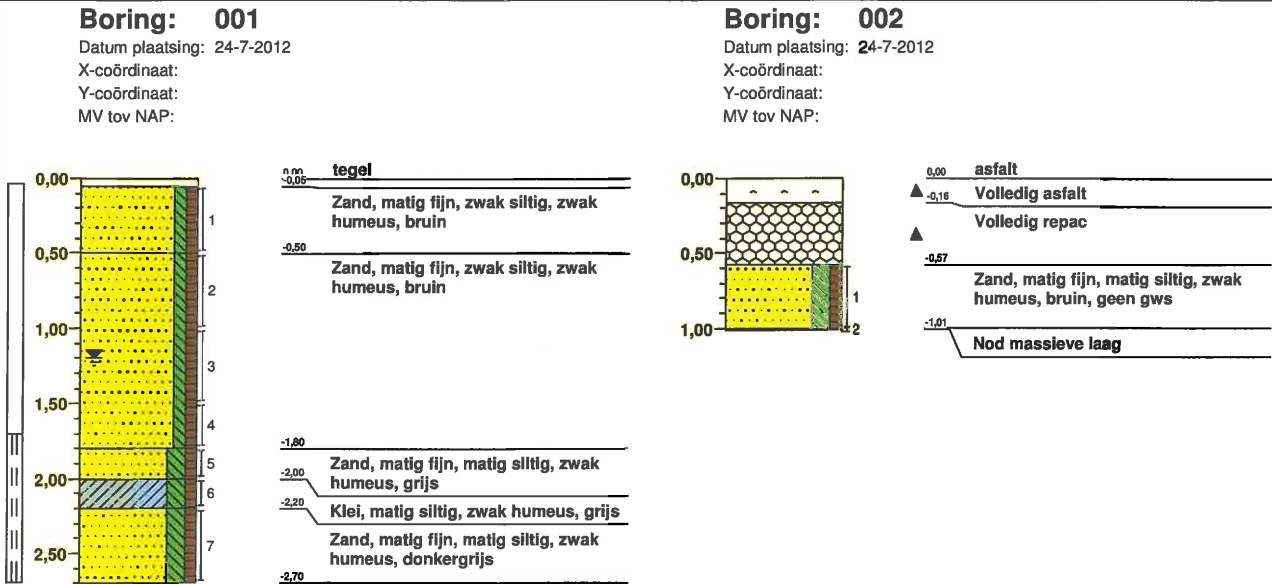 Boring: 001
Datum plaatsing: 24-7-2012
X-coördinaat:
Y-coördinaat:
MV tov NAP:
0,00
0,50
1,00
1,50
2,00
2,50
1
2
3
4
5
6
7
0,00 tegel
-0,05
Zand, matig fijn, zwak siltig, zwak
humeus, bruin
-0,50
Zand, matig fijn, zwak siltig, zwak
humeus, bruin
-1,80
Zand, matig fijn, matig siltig, zwak
humeus, grijs
-2,00
-2,20
Klei, matig siltig, zwak humeus, grijs
Zand, matig fijn, matig siltig, zwak
humeus, donkergrijs
-2,70
Boring: 002
Datum plaatsing: 24-7-2012
X-coördinaat:
Y-coördinaat:
MV tov NAP:
0,00
0,50
1,00
1
2
0,00 asfalt
Volledig asfalt
-0,16
Volledig repac
-0,57
Zand, matig fijn, matig siltig, zwak
humeus, bruin, geen gws
-1,01
Nod massieve laag